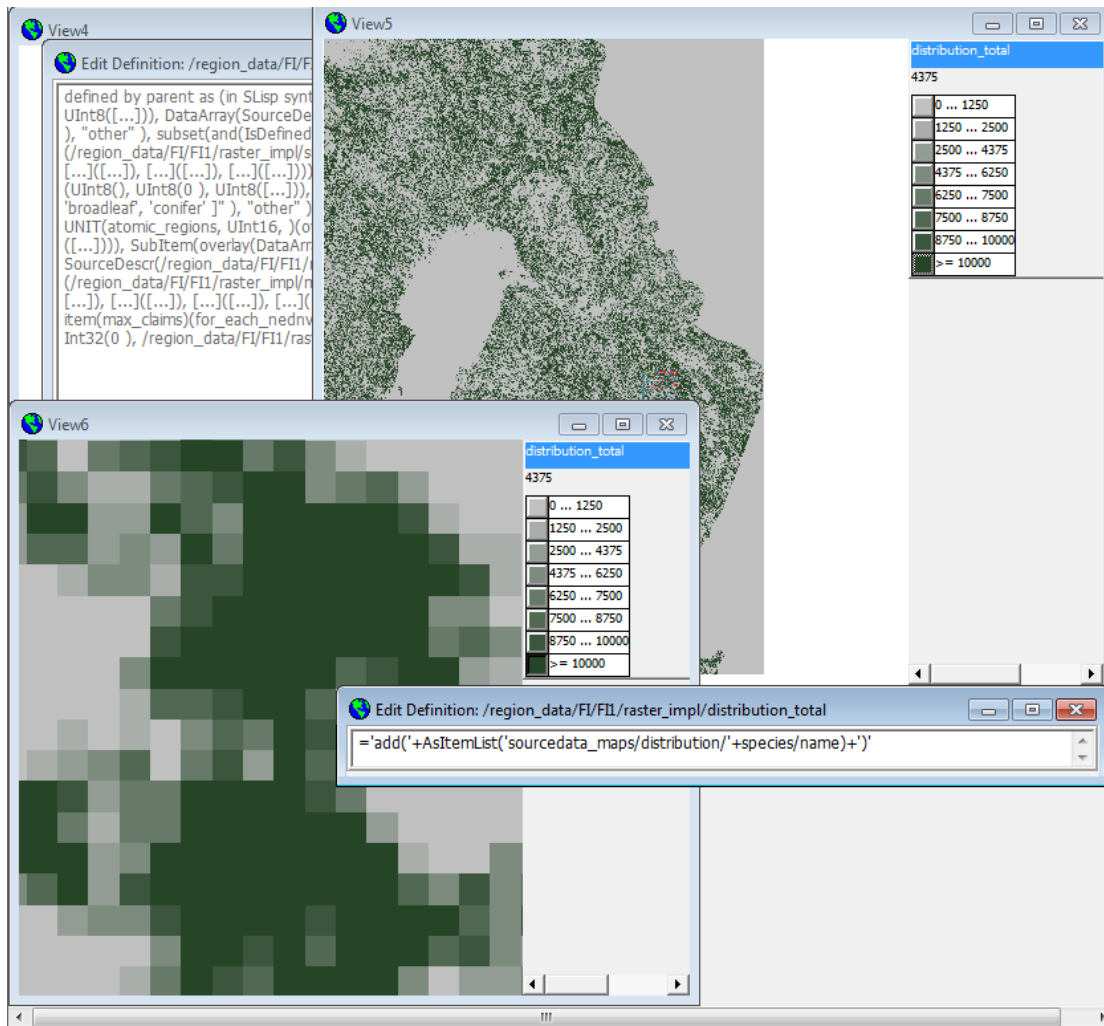 View4
Edit Definition: /region_data/FI/F
defined by parent as (in SLisp synt
UInt8([...])), DataArray(SourceDe
), "other" ), subset(and(IsDefined
(/region_data/FI/FI1/raster_impl/s
[...]([...]), [...]([...]), [...]([...])))
(UInt8(), UInt8(0 ), UInt8([...])),
'broadleaf', 'conifer' ]" ), "other" )
UNIT(atomic_regions, UInt16, )(o
([...]))), SubItem(overlay(DataArr
SourceDescr(/region_data/FI/FI1/r
(/region_data/FI/FI1/raster_impl/n
[...]), [...]([...]), [...]([...]), [...](
item(max_claims)(for_each_nednv
Int32(0 ), /region_data/FI/FI1/ras
View5
distribution_total
4375
0 ... 1250
1250 ... 2500
2500 ... 4375
4375 ... 6250
6250 ... 7500
7500 ... 8750
8750 ... 10000
>= 10000
View6
distribution_total
4375
0 ... 1250
1250 ... 2500
2500 ... 4375
4375 ... 6250
6250 ... 7500
7500 ... 8750
8750 ... 10000
>= 10000
Edit Definition: /region_data/FI/FI1/raster_impl/distribution_total
='add('+AsItemList('sourcedata_maps/distribution/'+species/name)+')'